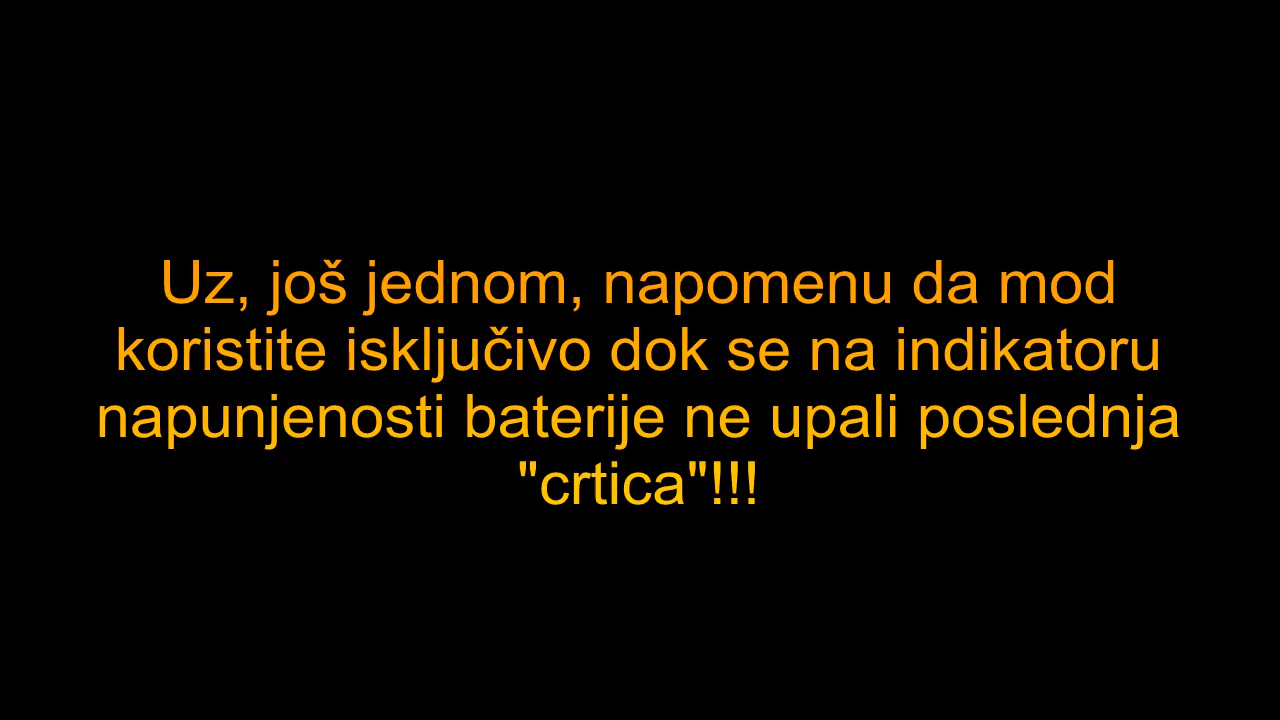 Uz, još jednom, napomenu da mod
koristite isključivo dok se na indikatoru
napunjenosti baterije ne upali poslednja
"crtica"!!!